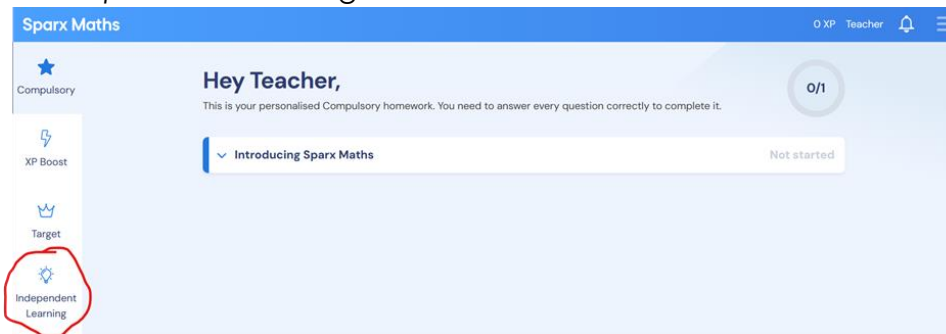 Sparx Maths
0 XP Teacher
Compulsory
Hey Teacher,
0/1
This is your personalised Compulsory homework. You need to answer every question correctly to complete it.
XP Boost
Introducing Sparx Maths
Not started
Target
Independent
Learning